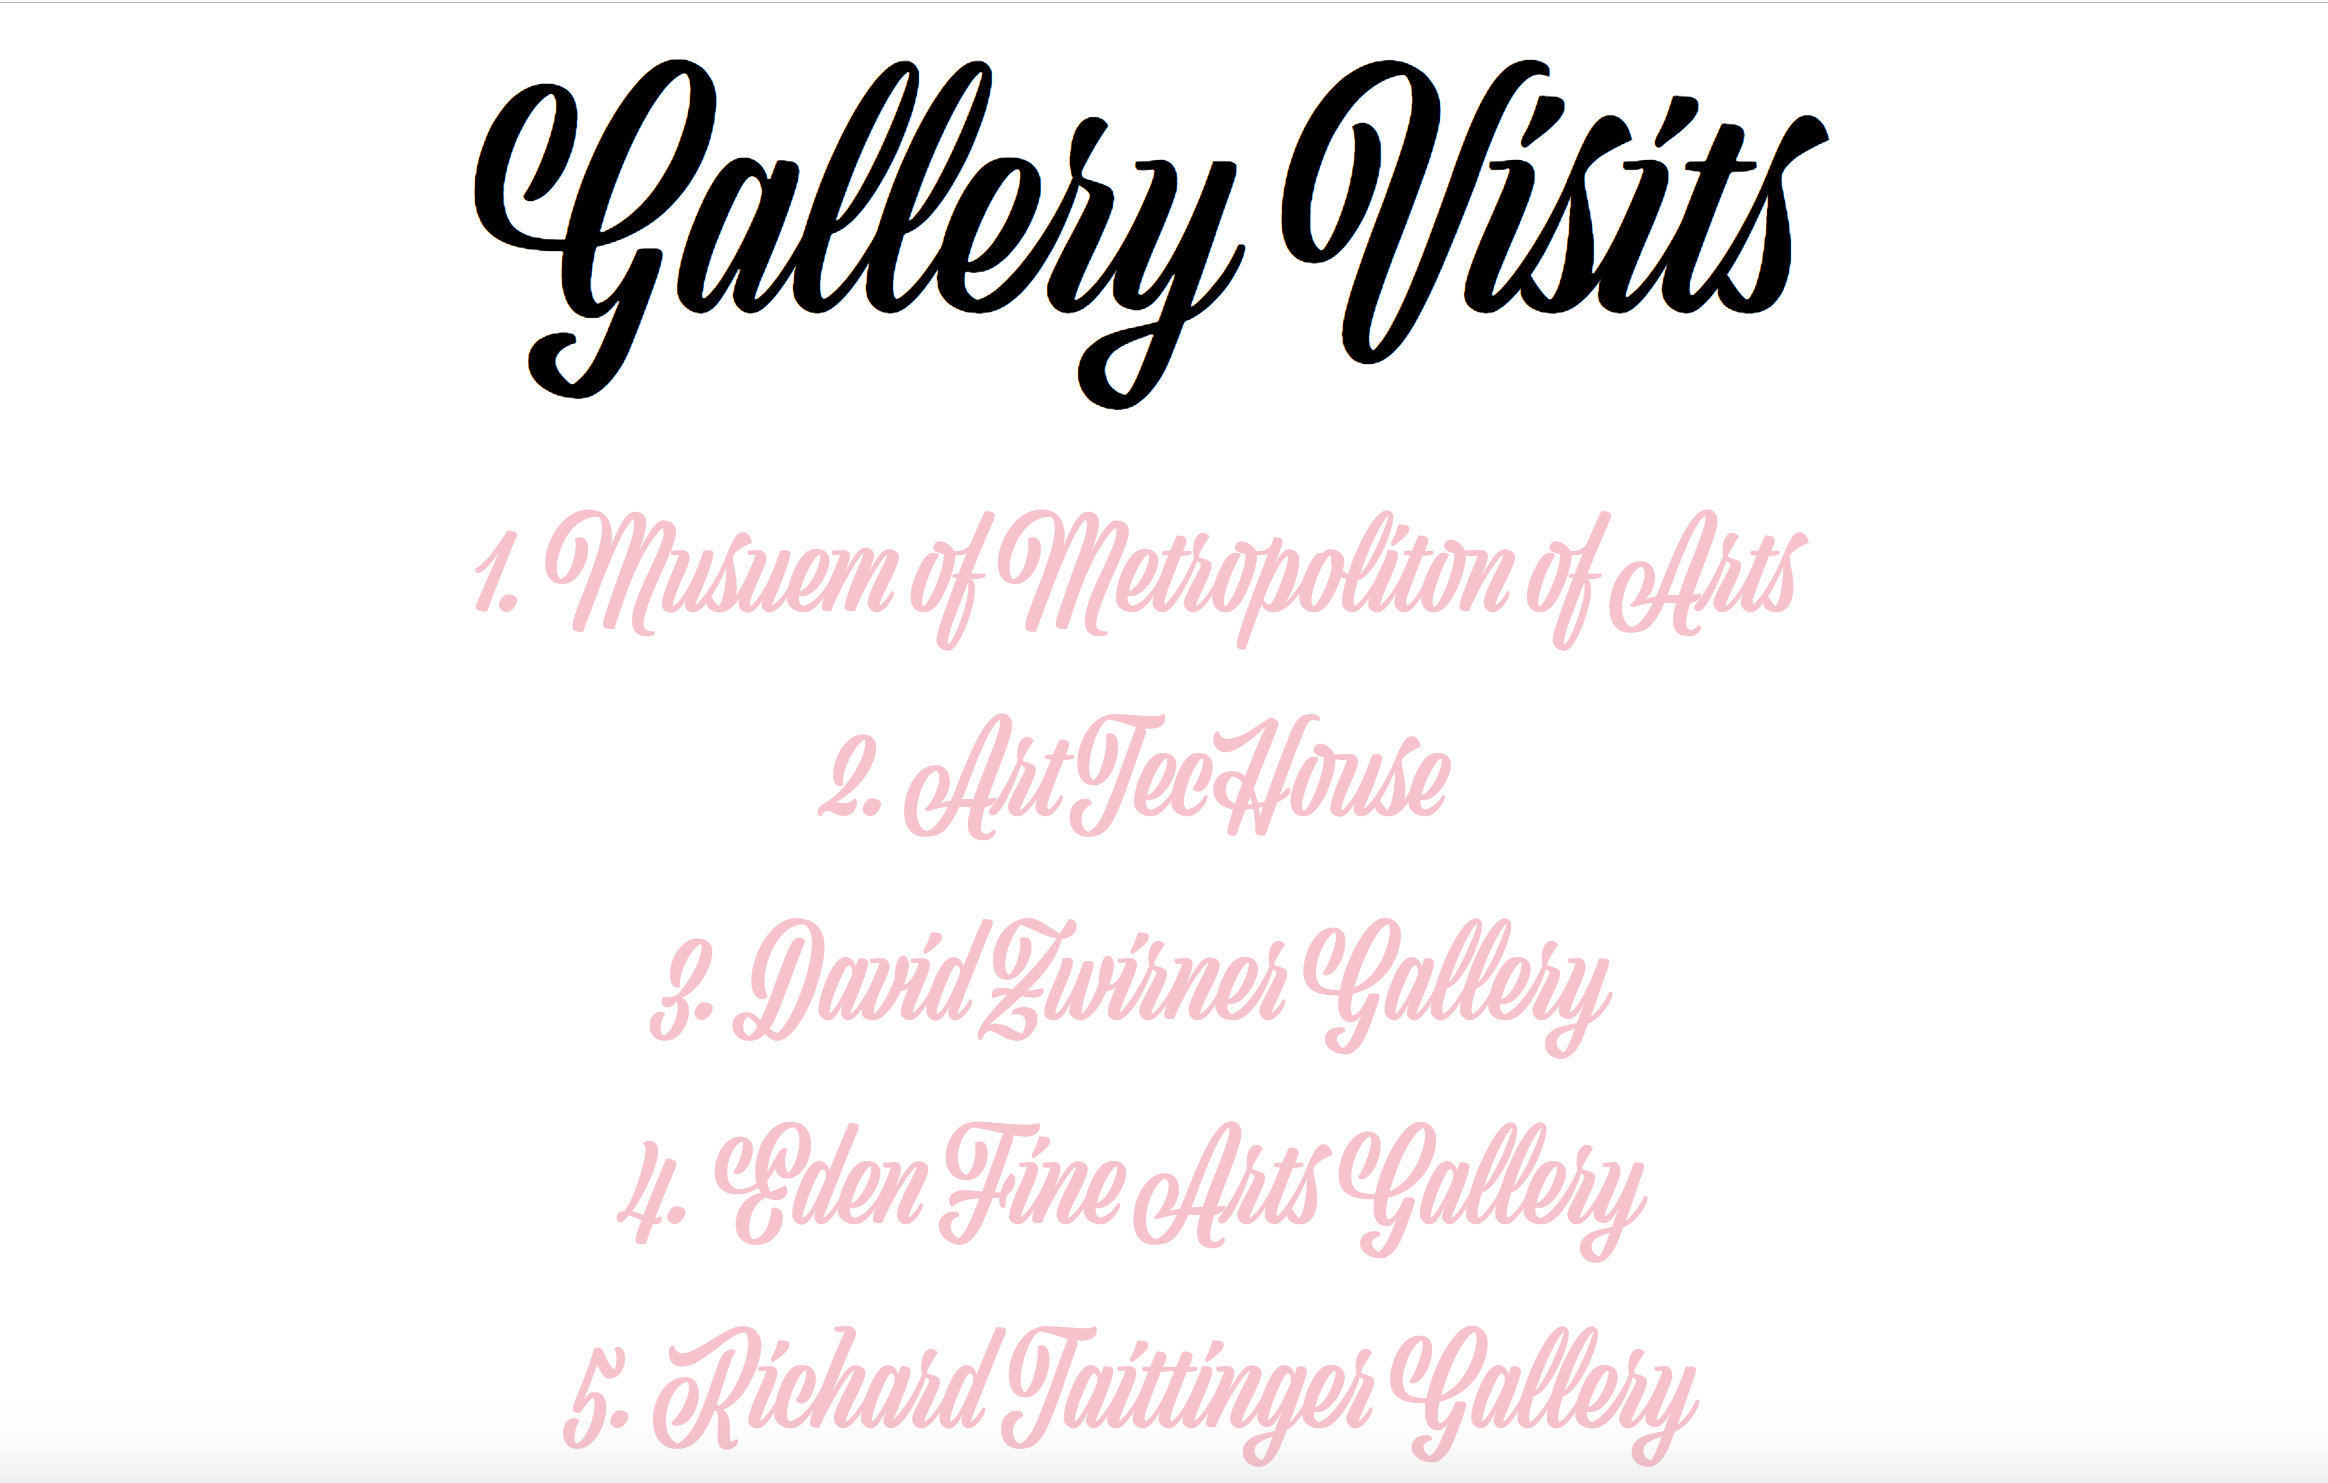 Gallery Visits
1. Musuem of Metropoliton of Arts
2. ArtTecHouse
3. David Zwirner Gallery
4. Eden Fine Arts Gallery
5. Richard Taittinger Gallery